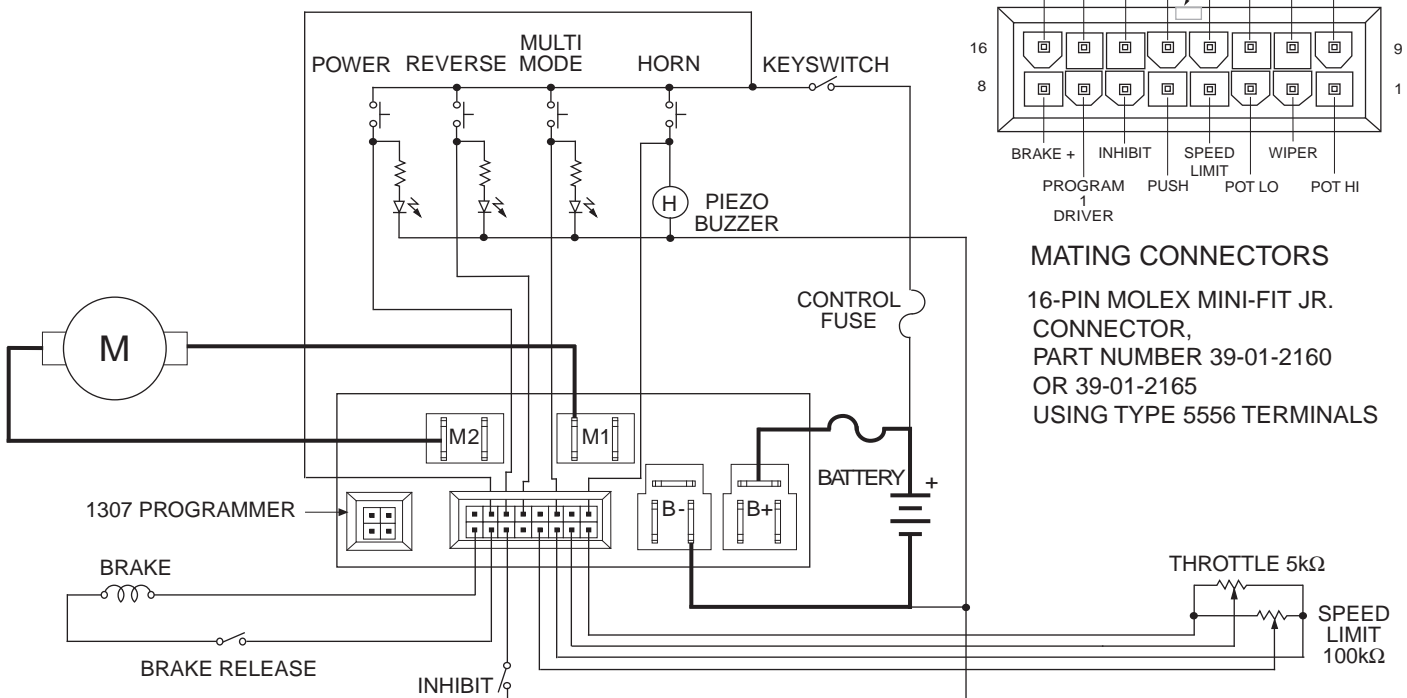 POWER
REVERSE
MULTI
MODE
HORN
KEYSWITCH
16
9
8
1
BRAKE +
INHIBIT
SPEED
LIMIT
WIPER
PROGRAM
1
DRIVER
PUSH
POT LO
POT HI
H
PIEZO
BUZZER
MATING CONNECTORS
16-PIN MOLEX MINI-FIT JR.
CONNECTOR,
PART NUMBER 39-01-2160
OR 39-01-2165
USING TYPE 5556 TERMINALS
CONTROL
FUSE
M
M2
M1
BATTERY
+
1307 PROGRAMMER
B-
B+
BRAKE
BRAKE RELEASE
INHIBIT
THROTTLE 5kΩ
SPEED
LIMIT
100kΩ